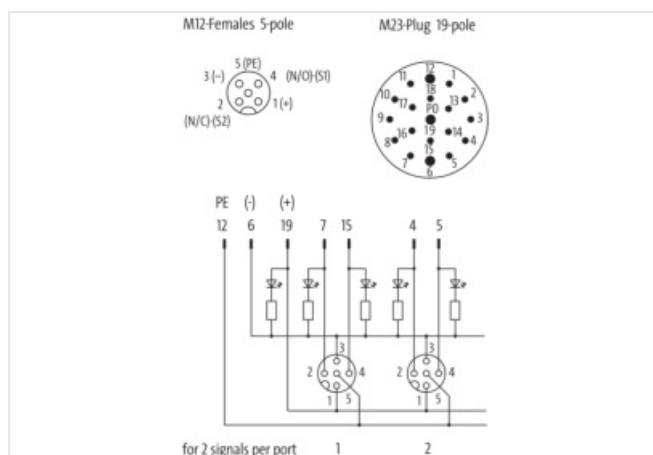 M12-Females 5-pole M23-Plug 19-pole
5 (PE)
3 (–) 4 (N/O)-(S1)
2 1 (+)
(N/C)-(S2)
12
11 1
18
10 2
17 P0 13
9 3
16 19 14
8 4
15
7 5
6
PE (-) (+)
12 6 19 7 15 4 5
3 3
2 4 2 4
1 5 1 5
for 2 signals per port 1 2